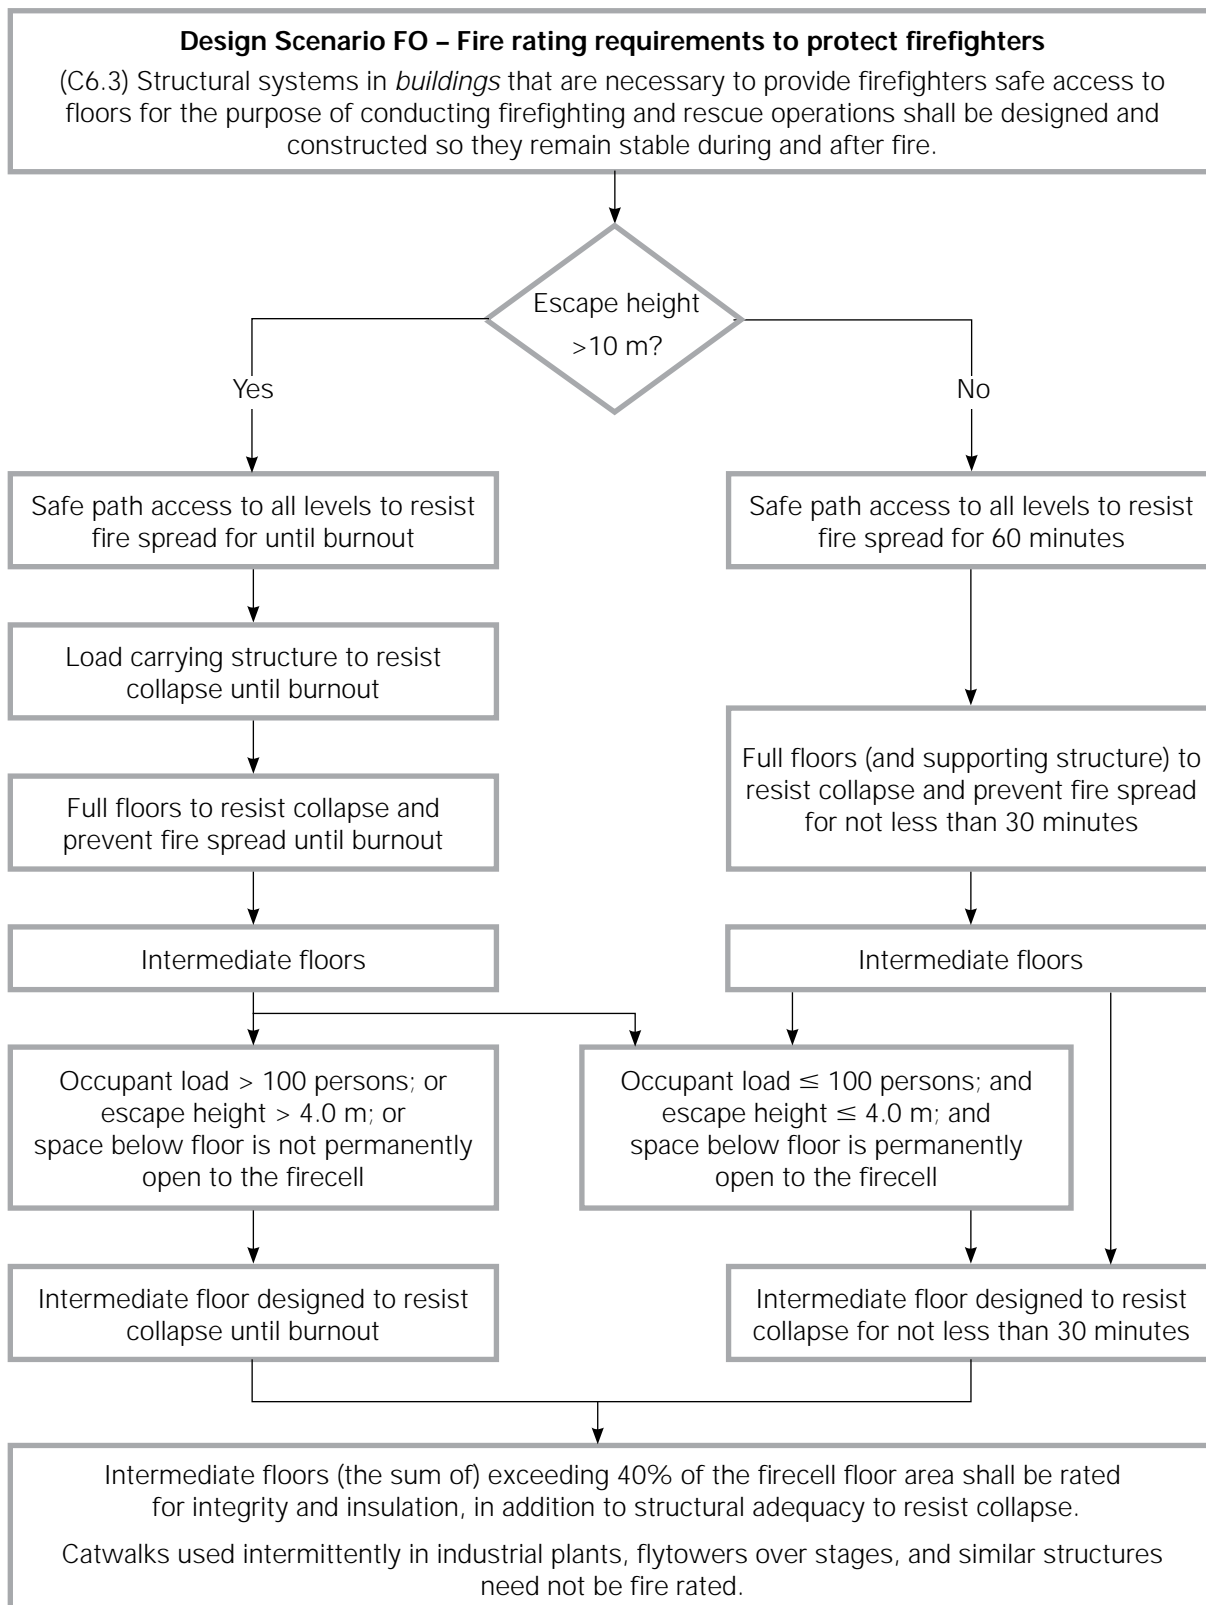 Design Scenario FO – Fire rating requirements to protect firefighters
(C6.3) Structural systems in buildings that are necessary to provide firefighters safe access to
floors for the purpose of conducting firefighting and rescue operations shall be designed and
constructed so they remain stable during and after fire.
Escape height
>10 m?
Yes
No
Safe path access to all levels to resist
fire spread for until burnout
Safe path access to all levels to resist
fire spread for 60 minutes
Load carrying structure to resist
collapse until burnout
Full floors to resist collapse and
prevent fire spread until burnout
Full floors (and supporting structure) to
resist collapse and prevent fire spread
for not less than 30 minutes
Intermediate floors
Intermediate floors
Occupant load > 100 persons; or
escape height > 4.0 m; or
space below floor is not permanently
open to the firecell
Occupant load ≤ 100 persons; and
escape height ≤ 4.0 m; and
space below floor is permanently
open to the firecell
Intermediate floor designed to resist
collapse until burnout
Intermediate floor designed to resist
collapse for not less than 30 minutes
Intermediate floors (the sum of) exceeding 40% of the firecell floor area shall be rated
for integrity and insulation, in addition to structural adequacy to resist collapse.
Catwalks used intermittently in industrial plants, flytowers over stages, and similar structures
need not be fire rated.